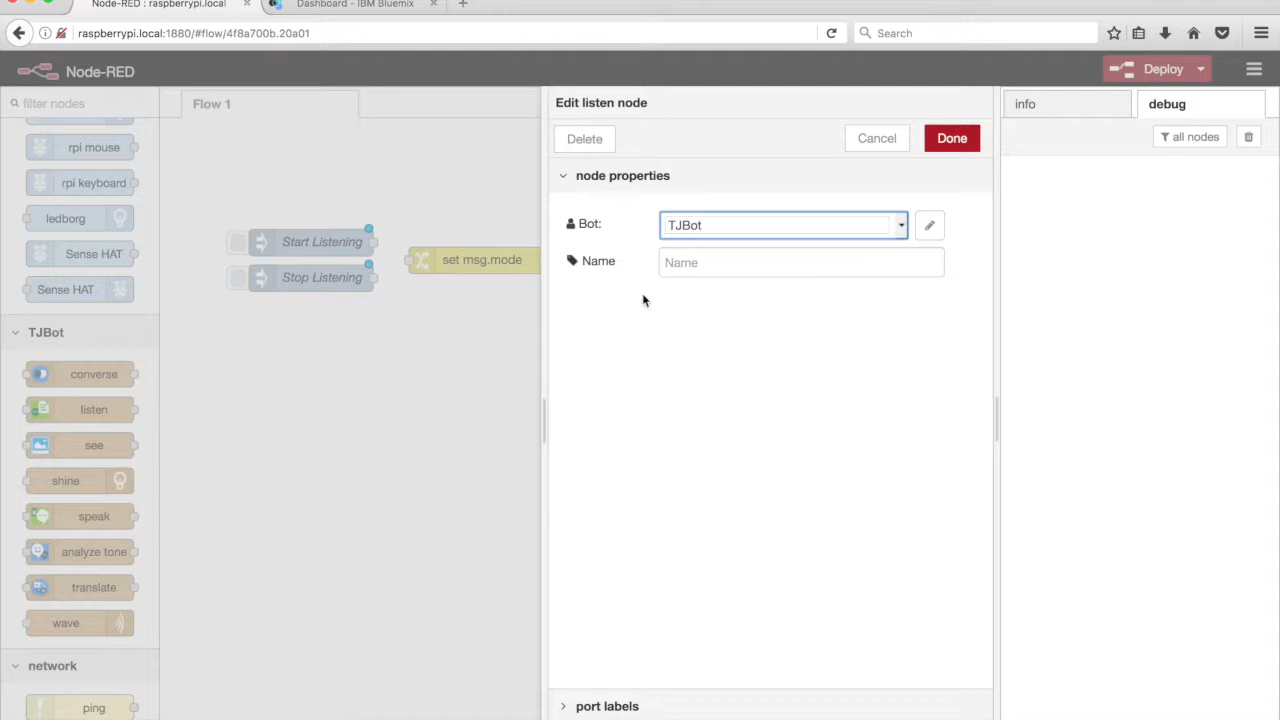 Node-RED : raspberrypi.local
Dashboard - IBM Bluemix
raspberrypi.local:1880/#flow/4f8a700b.20a01
Search
Node-RED
Deploy
filter nodes
Flow 1
Edit listen node
info
debug
Delete
Cancel
Done
all nodes
rpi mouse
node properties
rpi keyboard
ledborg
Bot:
TJBot
Start Listening
Sense HAT
set msg.mode
Name
Name
Stop Listening
Sense HAT
TJBot
converse
listen
see
shine
speak
analyze tone
translate
wave
network
ping
port labels